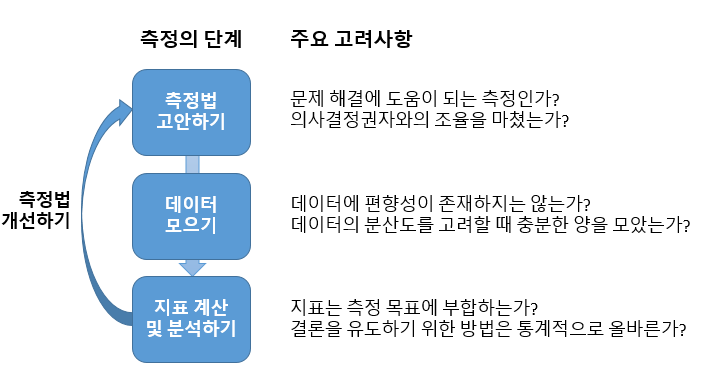 측정의 단계
주요 고려사항
측정법
고안하기
문제 해결에 도움이 되는 측정인가?
의사결정권자와의 조율을 마쳤는가?
측정법
개선하기
데이터
모으기
데이터에 편향성이 존재하지는 않는가?
데이터의 분산도를 고려할 때 충분한 양을 모았는가?
지표 계산
및 분석하기
지표는 측정 목표에 부합하는가?
결론을 유도하기 위한 방법은 통계적으로 올바른가?